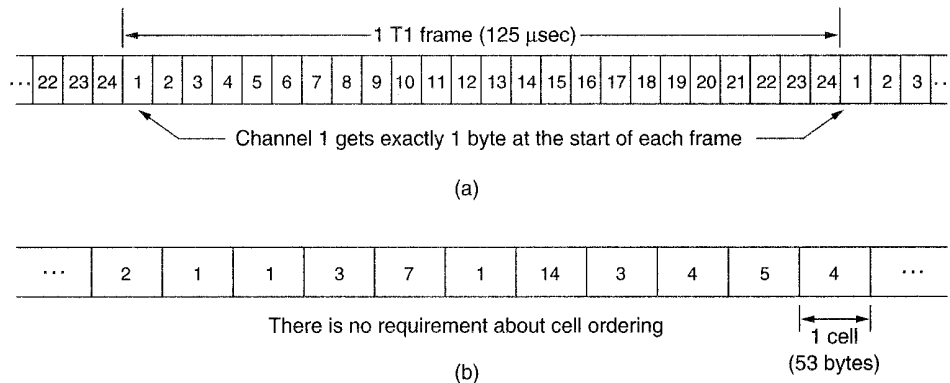 1 T1 frame (125 μsec)
··· 22 23 24 1 2 3 4 5 6 7 8 9 10 11 12 13 14 15 16 17 18 19 20 21 22 23 24 1 2 3 ···
Channel 1 gets exactly 1 byte at the start of each frame
(a)
··· 2 1 1 3 7 1 14 3 4 5 4 ···
There is no requirement about cell ordering
1 cell
(53 bytes)
(b)